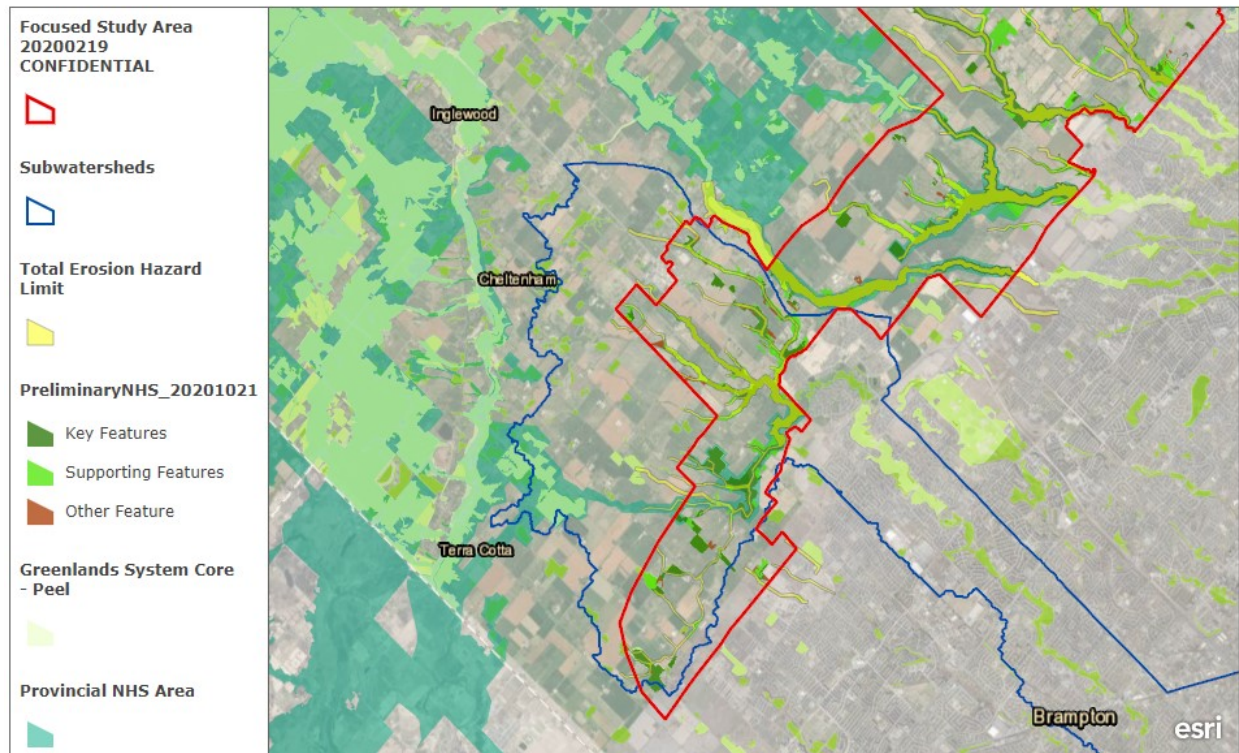 Focused Study Area
20200219
CONFIDENTIAL
Subwatersheds
Total Erosion Hazard
Limit
PreliminaryNHS_20201021
Key Features
Supporting Features
Other Feature
Greenlands System Core
- Peel
Provincial NHS Area
Inglewood
Cheltenham
Terra Cotta
Brampton
esri